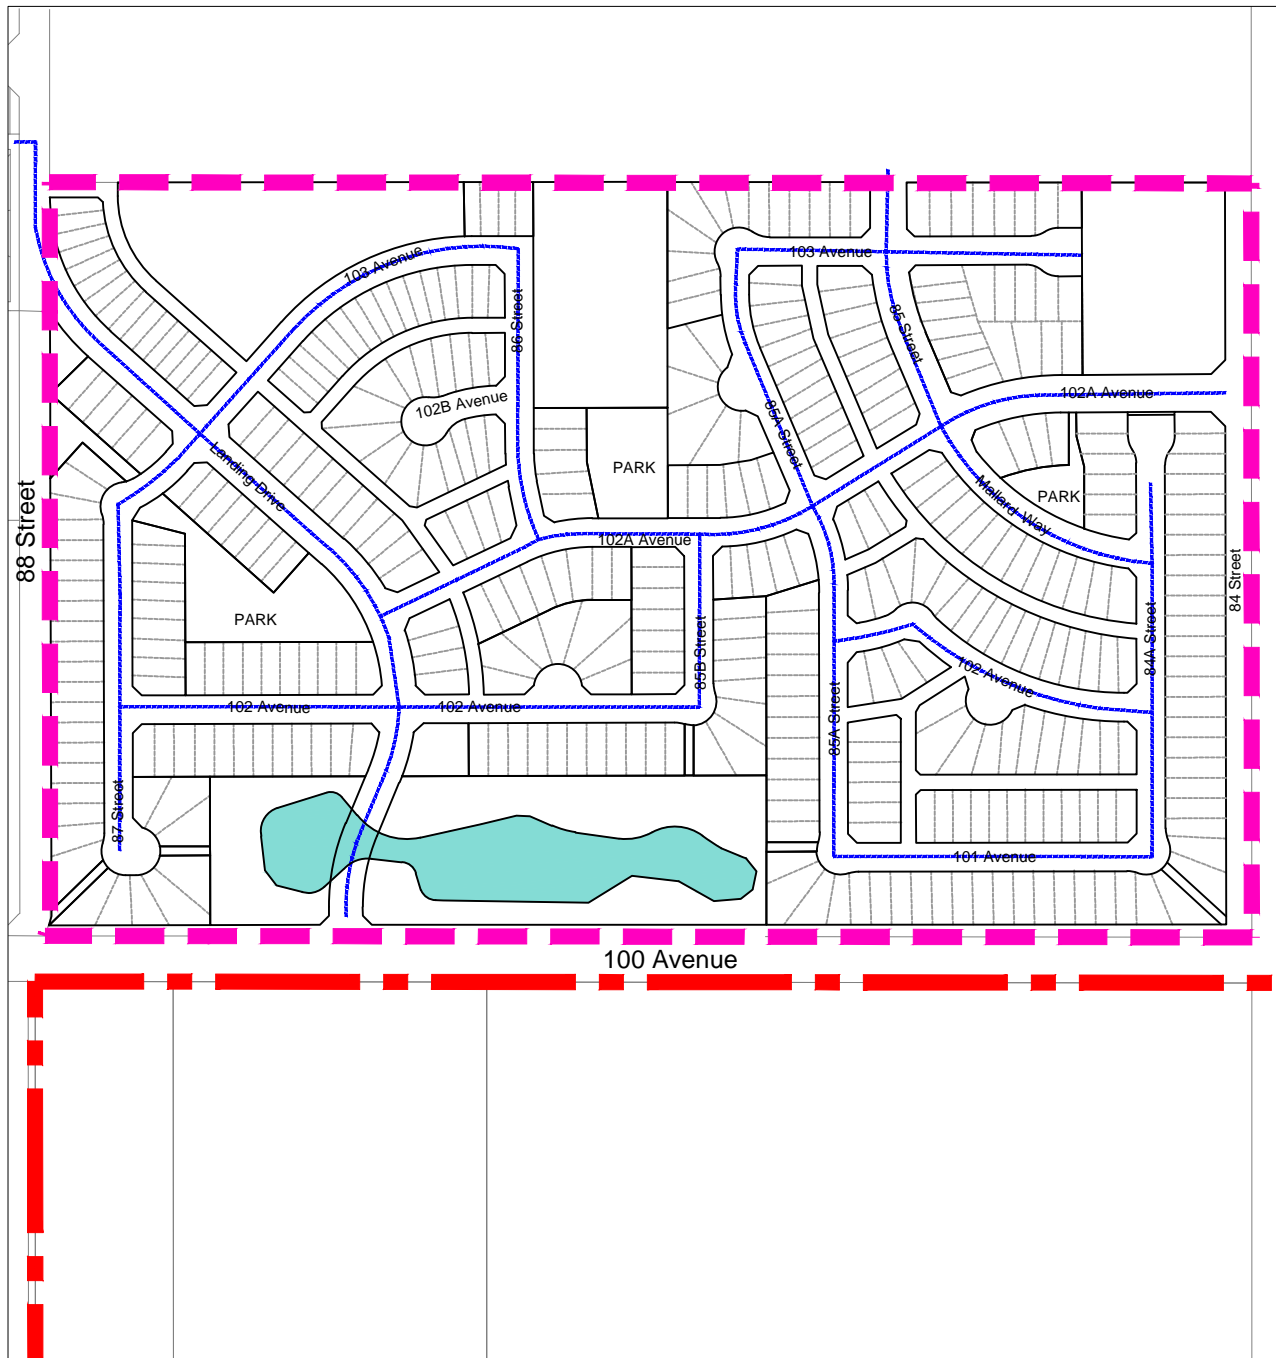 103 Avenue
103 Avenue
86 Street
85 Street
102A Avenue
102B Avenue
85A Street
Landing Drive
PARK
PARK
Mallard Way
88 Street
102A Avenue
84 Street
PARK
85B Street
84A Street
102 Avenue
102 Avenue
102 Avenue
85A Street
87 Street
101 Avenue
100 Avenue